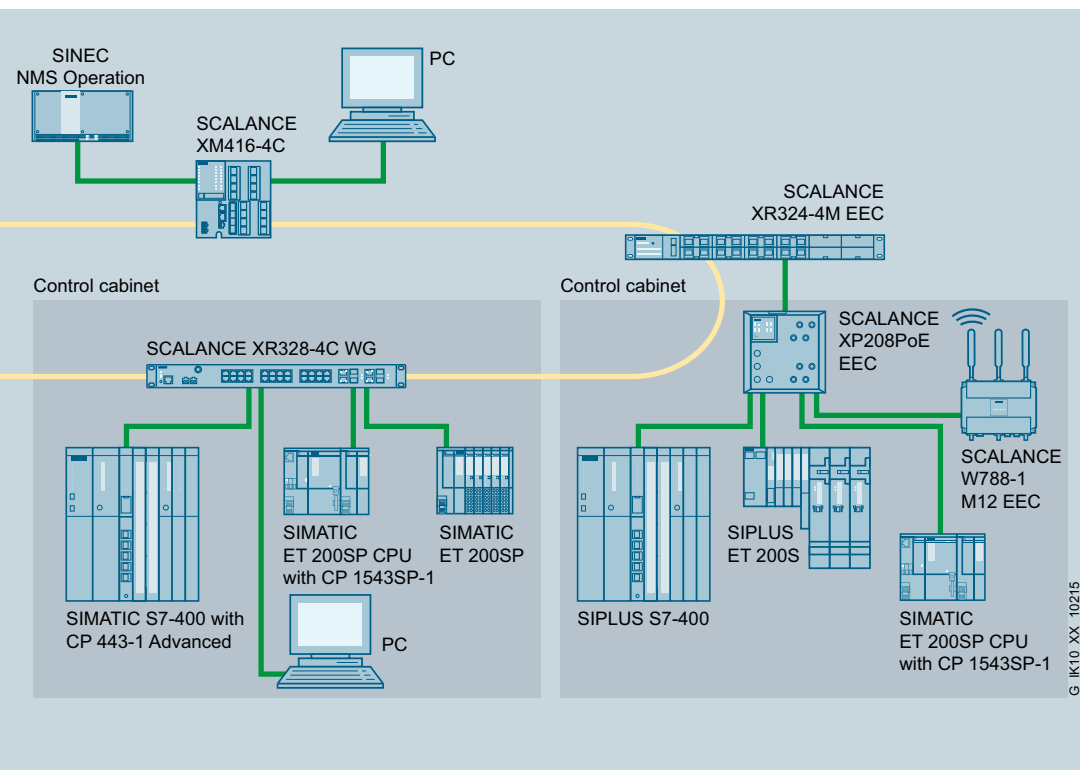 SINEC
NMS Operation
PC
SCALANCE
XM416-4C
SCALANCE
XR324-4M EEC
Control cabinet
SCALANCE XR328-4C WG
SIMATIC S7-400 with
CP 443-1 Advanced
SIMATIC
ET 200SP CPU
with CP 1543SP-1
SIMATIC
ET 200SP
PC
Control cabinet
SCALANCE
XP208PoE
EEC
SCALANCE
W788-1
M12 EEC
SIPLUS S7-400
SIPLUS
ET 200S
SIMATIC
ET 200SP CPU
with CP 1543SP-1
G_IK10_XX_10215